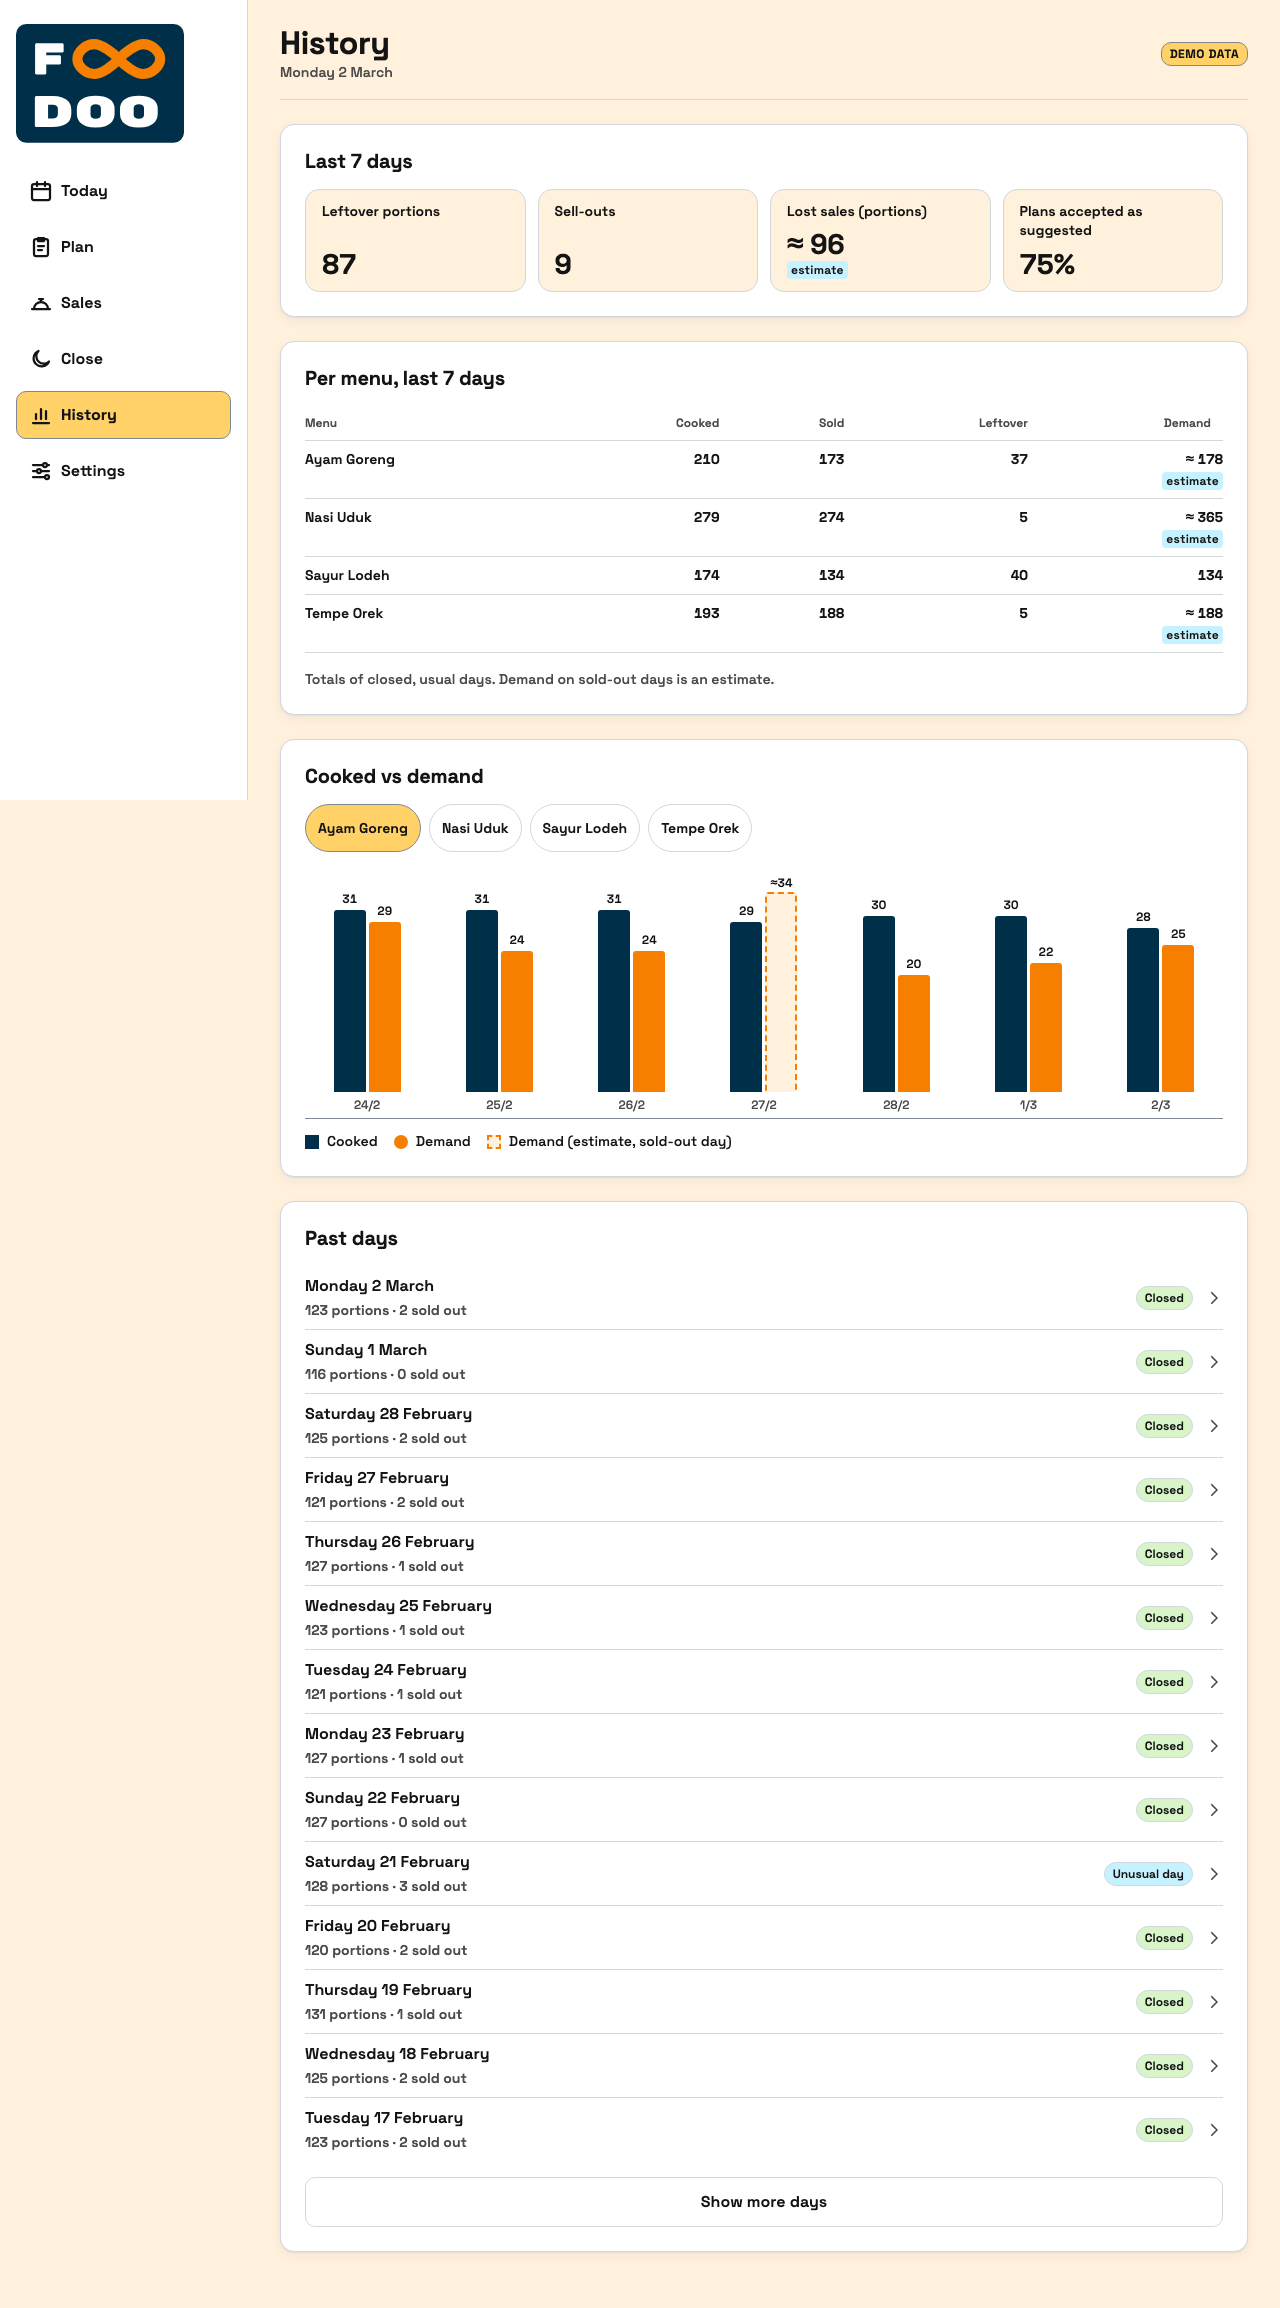 F∞
DOO
Today
Plan
Sales
Close
History
Settings
History
Monday 2 March
DEMO DATA
Last 7 days
Leftover portions
87
Sell-outs
9
Lost sales (portions)
≈ 96
estimate
Plans accepted as
suggested
75%
Per menu, last 7 days
Menu Cooked Sold Leftover Demand
Ayam Goreng 210 173 37 ≈ 178
estimate
Nasi Uduk 279 274 5 ≈ 365
estimate
Sayur Lodeh 174 134 40 134
Tempe Orek 193 188 5 ≈ 188
estimate
Totals of closed, usual days. Demand on sold-out days is an estimate.
Cooked vs demand
Ayam Goreng Nasi Uduk Sayur Lodeh Tempe Orek
31 29 31 24 31 24 29 ≈34 30 20 30 22 28 25
24/2 25/2 26/2 27/2 28/2 1/3 2/3
Cooked Demand Demand (estimate, sold-out day)
Past days
Monday 2 March
123 portions · 2 sold out
Closed
Sunday 1 March
116 portions · 0 sold out
Closed
Saturday 28 February
125 portions · 2 sold out
Closed
Friday 27 February
121 portions · 2 sold out
Closed
Thursday 26 February
127 portions · 1 sold out
Closed
Wednesday 25 February
123 portions · 1 sold out
Closed
Tuesday 24 February
121 portions · 1 sold out
Closed
Monday 23 February
127 portions · 1 sold out
Closed
Sunday 22 February
127 portions · 0 sold out
Closed
Saturday 21 February
128 portions · 3 sold out
Unusual day
Friday 20 February
120 portions · 2 sold out
Closed
Thursday 19 February
131 portions · 1 sold out
Closed
Wednesday 18 February
125 portions · 2 sold out
Closed
Tuesday 17 February
123 portions · 2 sold out
Closed
Show more days